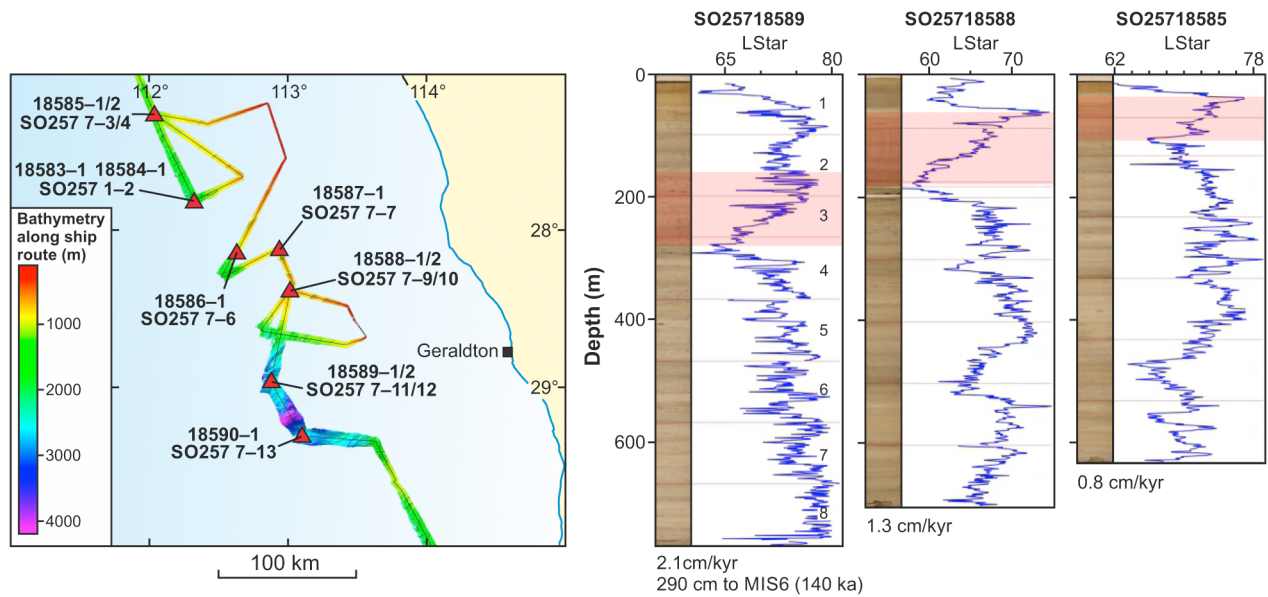 112°
113°
114°
18585–1/2
SO257 7–3/4
18583–1 18584–1
SO257 1–2
18587–1
SO257 7–7
28°
18588–1/2
SO257 7–9/10
18586–1
SO257 7–6
Geraldton
18589–1/2
SO257 7–11/12
29°
18590–1
SO257 7–13
Bathymetry
along ship
route (m)
1000
2000
3000
4000
100 km
SO25718589
LStar
65
80
Depth (m)
0
200
400
600
1
2
3
4
5
6
7
8
2.1cm/kyr
290 cm to MIS6 (140 ka)
SO25718588
LStar
60
70
1.3 cm/kyr
SO25718585
LStar
62
78
0.8 cm/kyr